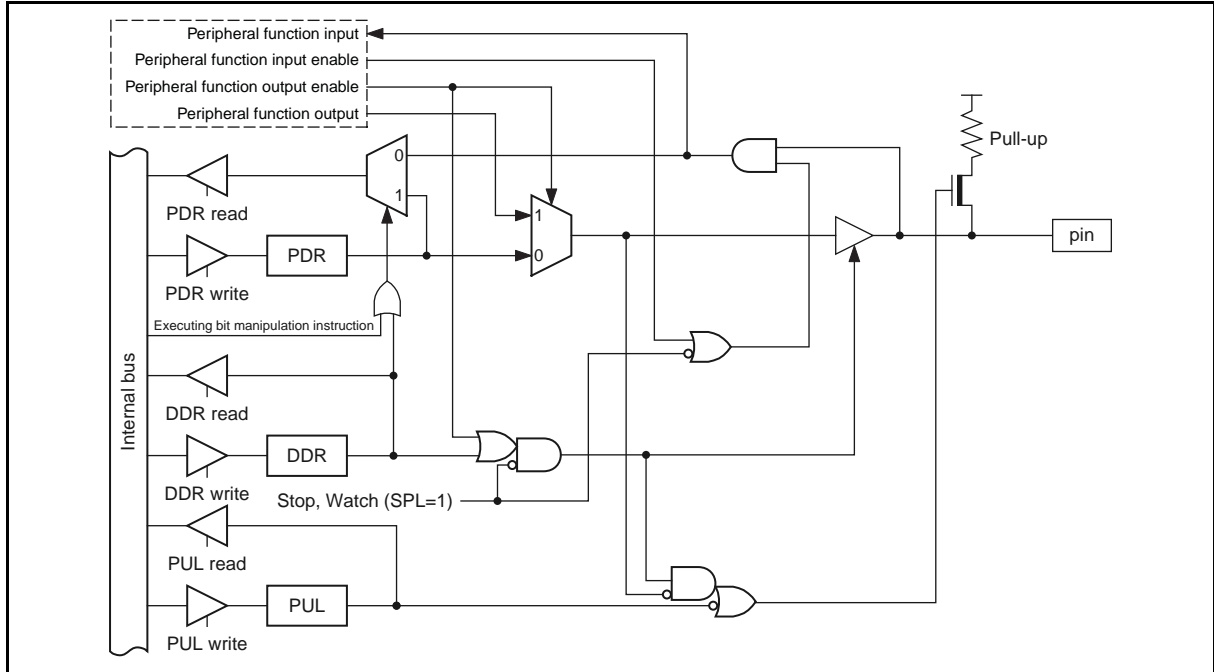 Peripheral function input
Peripheral function input enable
Peripheral function output enable
Peripheral function output
Pull-up
0
1
PDR read
1
pin
PDR
0
PDR write
Executing bit manipulation instruction
Internal bus
DDR read
DDR
DDR write
Stop, Watch (SPL=1)
PUL read
PUL
PUL write